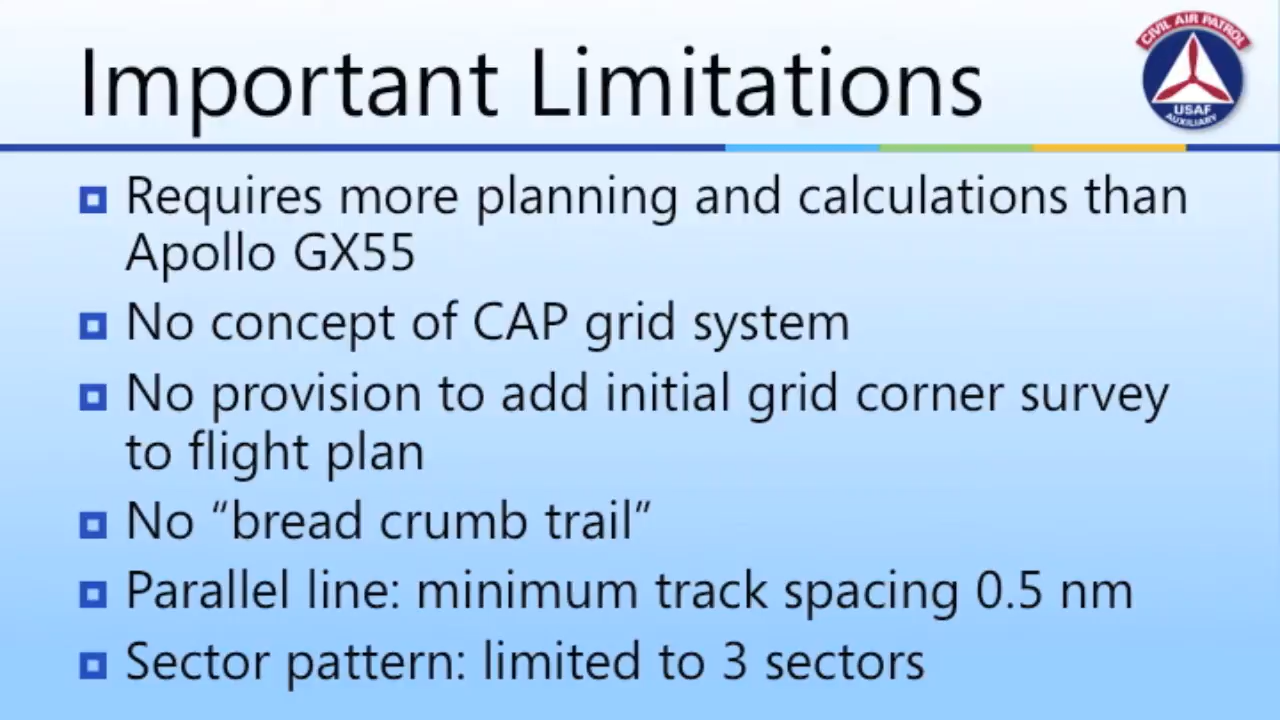 Important Limitations
CIVIL AIR PATROL
USAF
AUXILIARY
Requires more planning and calculations than
Apollo GX55
No concept of CAP grid system
No provision to add initial grid corner survey
to flight plan
No “bread crumb trail”
Parallel line: minimum track spacing 0.5 nm
Sector pattern: limited to 3 sectors